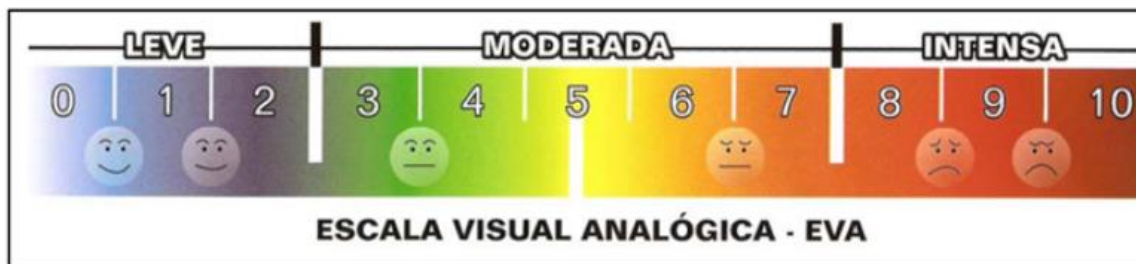 LEVE MODERADA INTENSA
0 1 2 3 4 5 6 7 8 9 10
ESCALA VISUAL ANALÓGICA - EVA